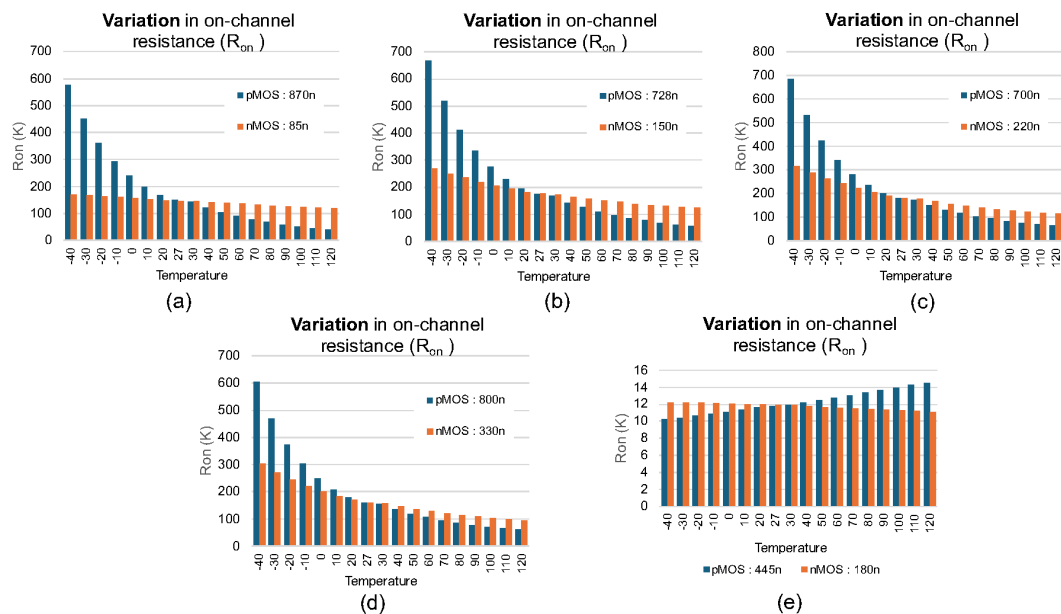 Variation in on-channel
resistance (Ron )
700
600
500
400
300
200
100
0
Ron (K)
pMOS : 870n
nMOS : 85n
-40 -30 -20 -10 0 10 20 27 30 40 50 60 70 80 90 100 110 120
Temperature
(a)
Variation in on-channel
resistance (Ron )
700
600
500
400
300
200
100
0
Ron (K)
pMOS : 728n
nMOS : 150n
-40 -30 -20 -10 0 10 20 27 30 40 50 60 70 80 90 100 110 120
Temperature
(b)
Variation in on-channel
resistance (Ron )
800
700
600
500
400
300
200
100
0
Ron (K)
pMOS : 700n
nMOS : 220n
-40 -30 -20 -10 0 10 20 27 30 40 50 60 70 80 90 100 110 120
Temperature
(c)
Variation in on-channel
resistance (Ron )
700
600
500
400
300
200
100
0
Ron (K)
pMOS : 800n
nMOS : 330n
-40 -30 -20 -10 0 10 20 27 30 40 50 60 70 80 90 100 110 120
Temperature
(d)
Variation in on-channel
resistance (Ron )
16
14
12
10
8
6
4
2
0
Ron (K)
-40 -30 -20 -10 0 10 20 27 30 40 50 60 70 80 90 100 110 120
Temperature
pMOS : 445n nMOS : 180n
(e)